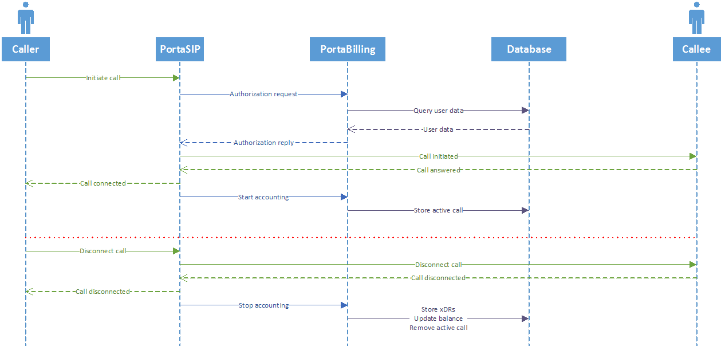 Caller
PortaSIP
PortaBilling
Database
Callee
Initiate call
Authorization request
Query user data
User data
Authorization reply
Call initiated
Call answered
Call connected
Start accounting
Store active call
Disconnect call
Disconnect call
Call disconnected
Call disconnected
Stop accounting
Store xDRs
Update balance
Remove active call